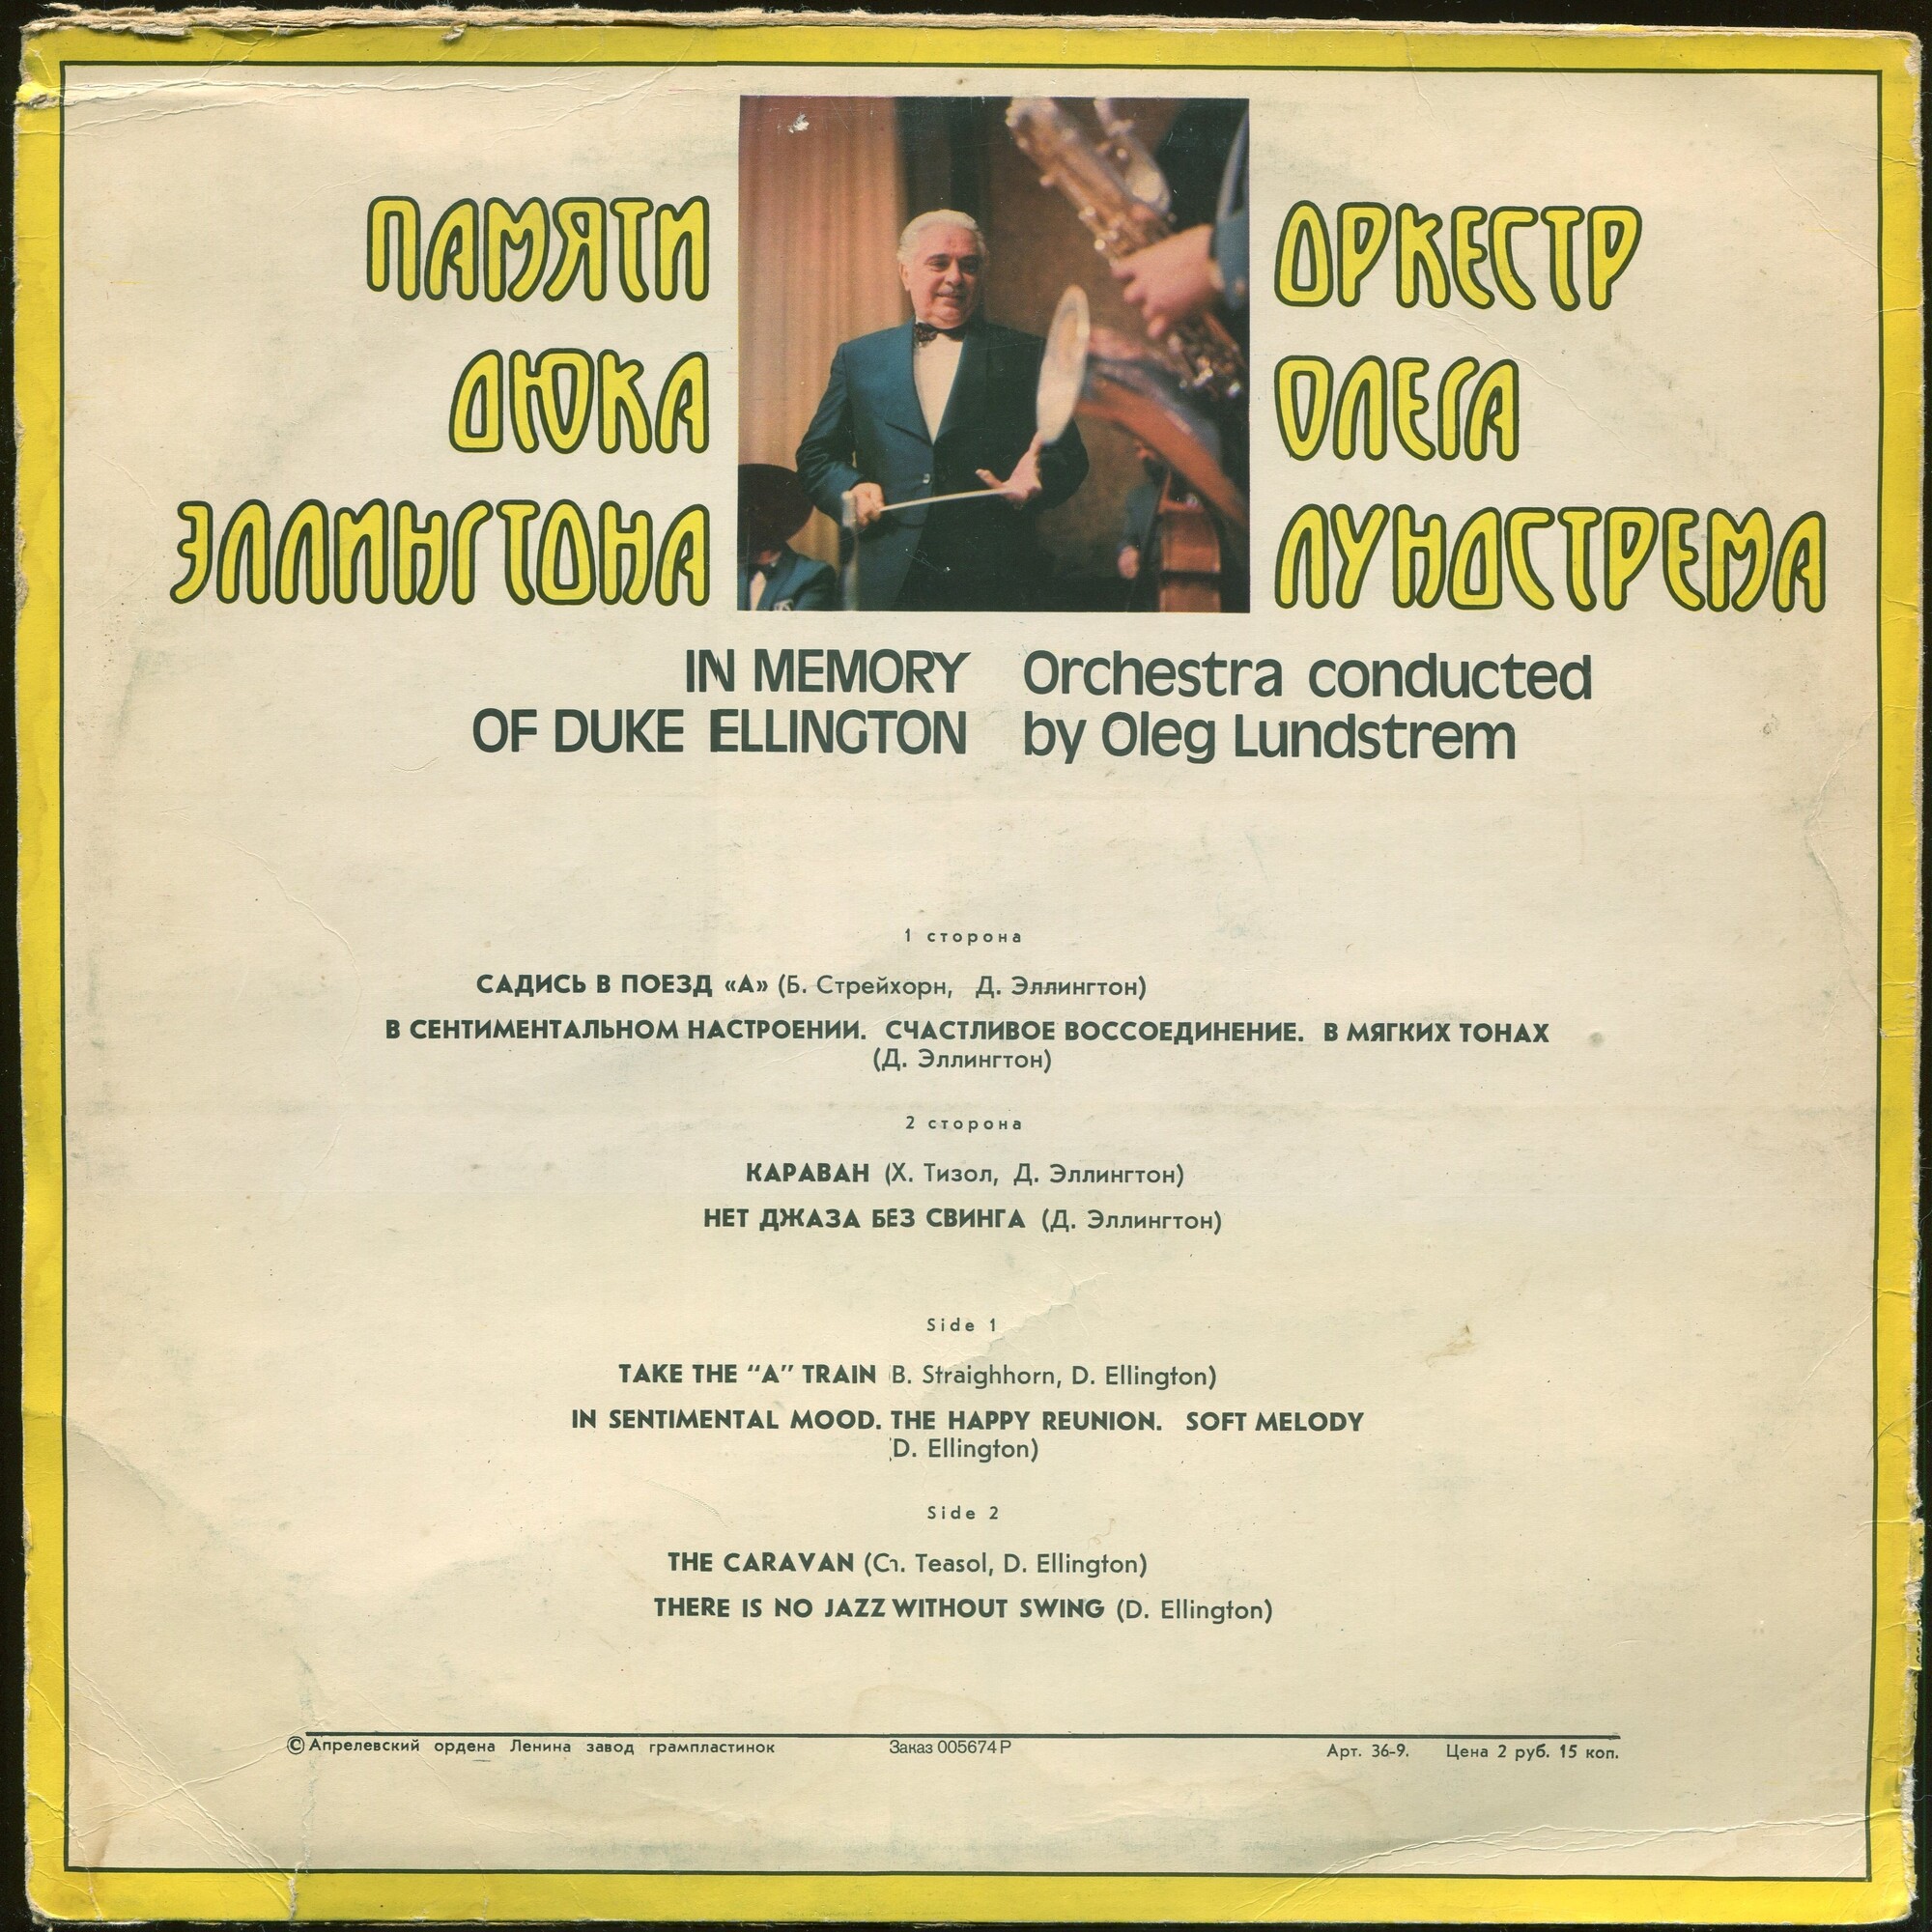 ПАМЯТИ
ДЮКА
ЭЛЛИНГТОНА
ОРКЕСТР
ОЛЕГА
ЛУНДСТРЕМА
IN MEMORY
OF DUKE ELLINGTON
Orchestra conducted
by Oleg Lundstrem
1 сторона
САДИСЬ В ПОЕЗД «А» (Б. Стрейхорн, Д. Эллингтон)
В СЕНТИМЕНТАЛЬНОМ НАСТРОЕНИИ. СЧАСТЛИВОЕ ВОССОЕДИНЕНИЕ. В МЯГКИХ ТОНАХ
(Д. Эллингтон)
2 сторона
КАРАВАН (Х. Тизол, Д. Эллингтон)
НЕТ ДЖАЗА БЕЗ СВИНГА (Д. Эллингтон)
Side 1
TAKE THE “A” TRAIN (B. Straighhorn, D. Ellington)
IN SENTIMENTAL MOOD. THE HAPPY REUNION. SOFT MELODY
(D. Ellington)
Side 2
THE CARAVAN (Ch. Teasol, D. Ellington)
THERE IS NO JAZZ WITHOUT SWING (D. Ellington)
© Апрелевский ордена Ленина завод грампластинок Заказ 005674 Р Арт. 36-9. Цена 2 руб. 15 коп.